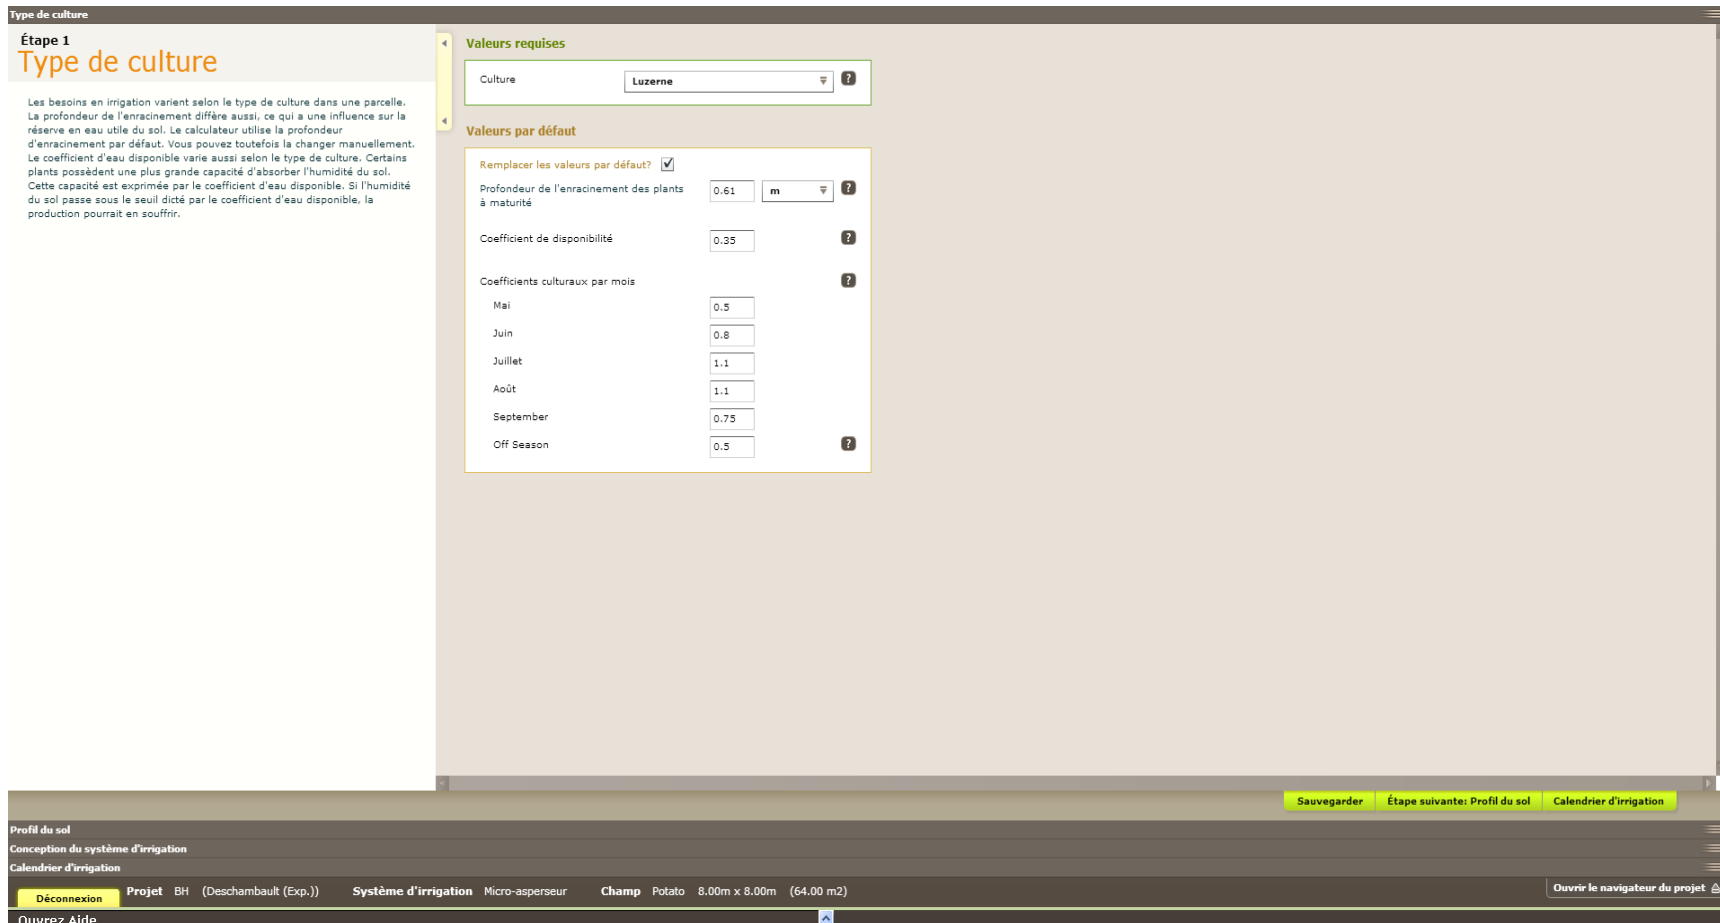 Type de culture
Étape 1
Type de culture
Les besoins en irrigation varient selon le type de culture dans une parcelle.
La profondeur de l'enracinement diffère aussi, ce qui a une influence sur la
réserve en eau utile du sol. Le calculateur utilise la profondeur
d'enracinement par défaut. Vous pouvez toutefois la changer manuellement.
Le coefficient d'eau disponible varie aussi selon le type de culture. Certains
plants possèdent une plus grande capacité d'absorber l'humidité du sol.
Cette capacité est exprimée par le coefficient d'eau disponible. Si l'humidité
du sol passe sous le seuil dicté par le coefficient d'eau disponible, la
production pourrait en souffrir.
Valeurs requises
Culture Luzerne ?
Valeurs par défaut
Remplacer les valeurs par défaut?
Profondeur de l'enracinement des plants
à maturité 0.61 m ?
Coefficient de disponibilité 0.35 ?
Coefficients culturaux par mois ?
Mai 0.5
Juin 0.8
Juillet 1.1
Août 1.1
September 0.75
Off Season 0.5 ?
Sauvegarder Étape suivante: Profil du sol Calendrier d'irrigation
Profil du sol
Conception du système d'irrigation
Calendrier d'irrigation
Déconnexion Projet BH (Deschambault (Exp.)) Système d'irrigation Micro-asperseur Champ Potato 8.00m x 8.00m (64.00 m2) Ouvrir le navigateur du projet
Ouvrez Aide